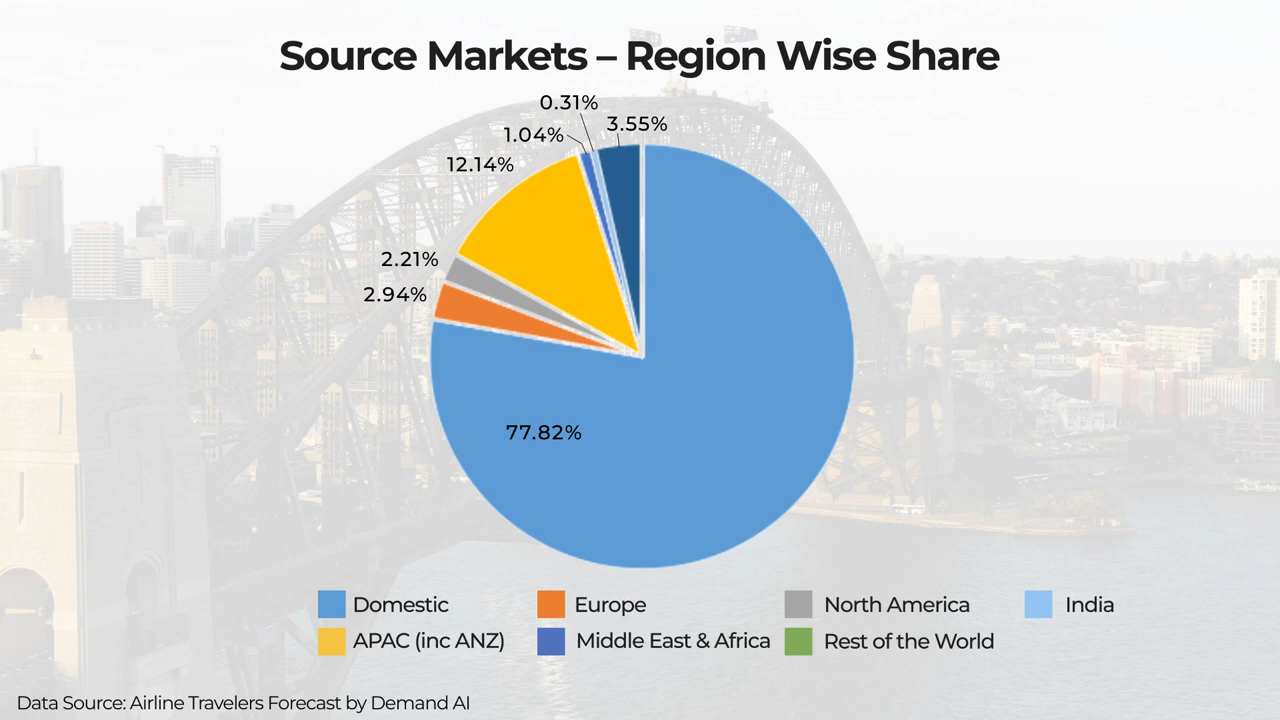 Source Markets – Region Wise Share
0.31%
3.55%
1.04%
12.14%
2.21%
2.94%
77.82%
Domestic
Europe
North America
India
APAC (inc ANZ)
Middle East & Africa
Rest of the World
Data Source: Airline Travelers Forecast by Demand AI